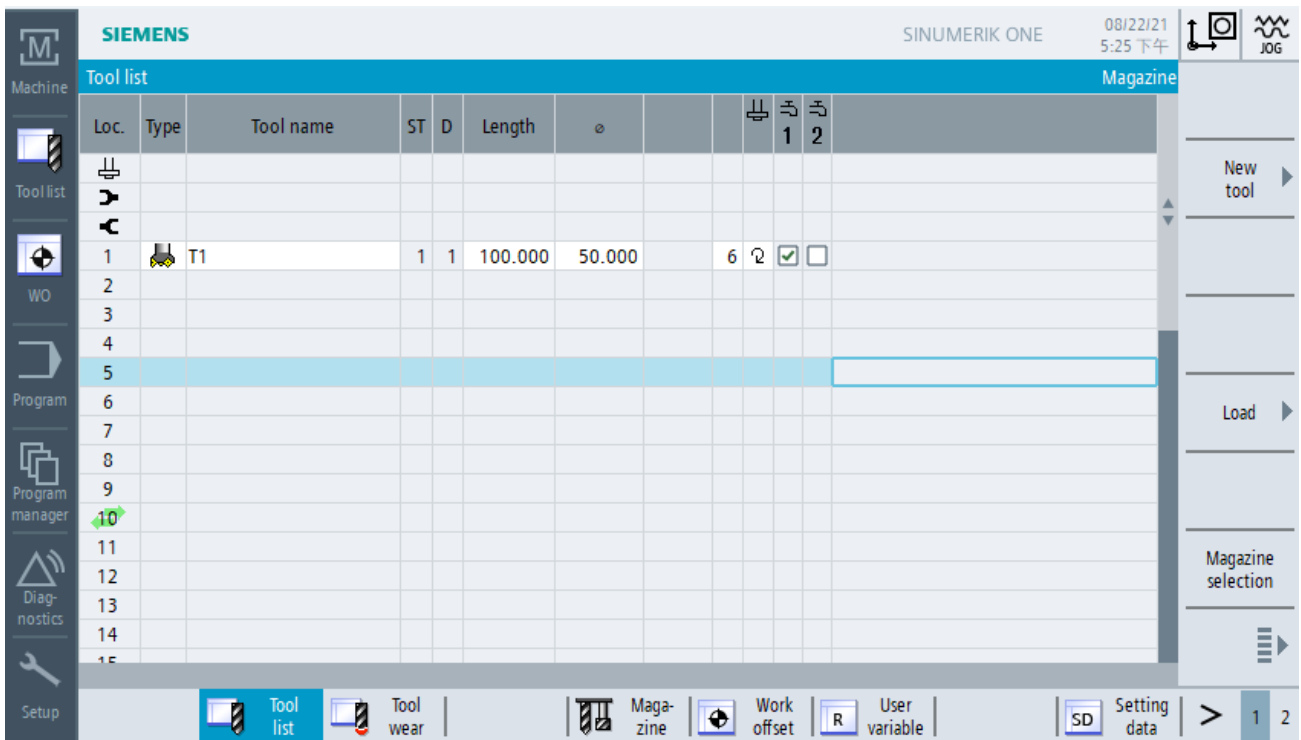 M
SIEMENS
SINUMERIK ONE
08/22/21
5:25 下午
JOG
Machine
Tool list
Magazine
Loc. Type Tool name ST D Length ⌀ 1 2
1 T1 1 1 100.000 50.000 6
2
3
4
5
6
7
8
9
10
11
12
13
14
15
Tool list
WO
Program
Program
manager
Diag-
nostics
Setup
New
tool
Load
Magazine
selection
Tool
list
Tool
wear
Maga-
zine
Work
offset
R
User
variable
SD
Setting
data
>
1 2